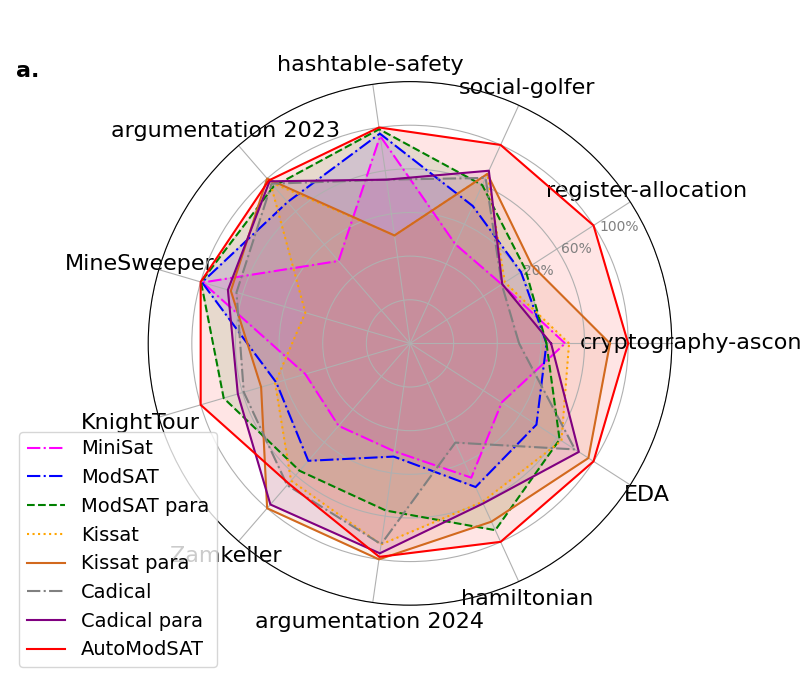 a.
hashtable-safety
social-golfer
argumentation 2023
register-allocation
100%
60%
20%
MineSweeper
cryptography-ascon
KnightTour
EDA
Zamkeller
hamiltonian
argumentation 2024
MiniSat
ModSAT
ModSAT para
Kissat
Kissat para
Cadical
Cadical para
AutoModSAT